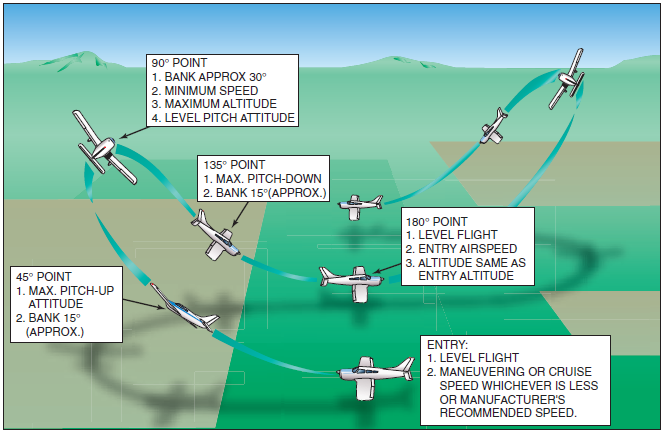 90° POINT
1. BANK APPROX 30°
2. MINIMUM SPEED
3. MAXIMUM ALTITUDE
4. LEVEL PITCH ATTITUDE
135° POINT
1. MAX. PITCH-DOWN
2. BANK 15°(APPROX.)
180° POINT
1. LEVEL FLIGHT
2. ENTRY AIRSPEED
3. ALTITUDE SAME AS
ENTRY ALTITUDE
45° POINT
1. MAX. PITCH-UP
ATTITUDE
2. BANK 15°
(APPROX.)
ENTRY:
1. LEVEL FLIGHT
2. MANEUVERING OR CRUISE
SPEED WHICHEVER IS LESS
OR MANUFACTURER'S
RECOMMENDED SPEED.